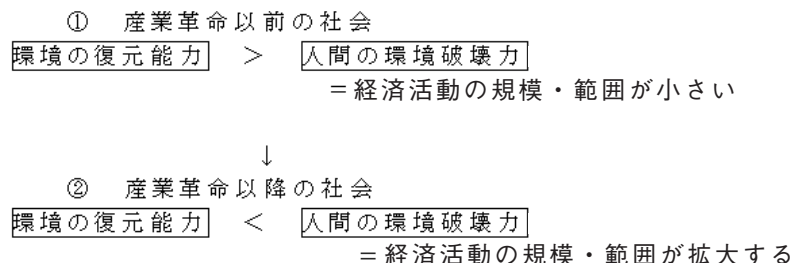 ① 産業革命以前の社会
環境の復元能力 > 人間の環境破壊力
=経済活動の規模・範囲が小さい
↓
② 産業革命以降の社会
環境の復元能力 < 人間の環境破壊力
=経済活動の規模・範囲が拡大する